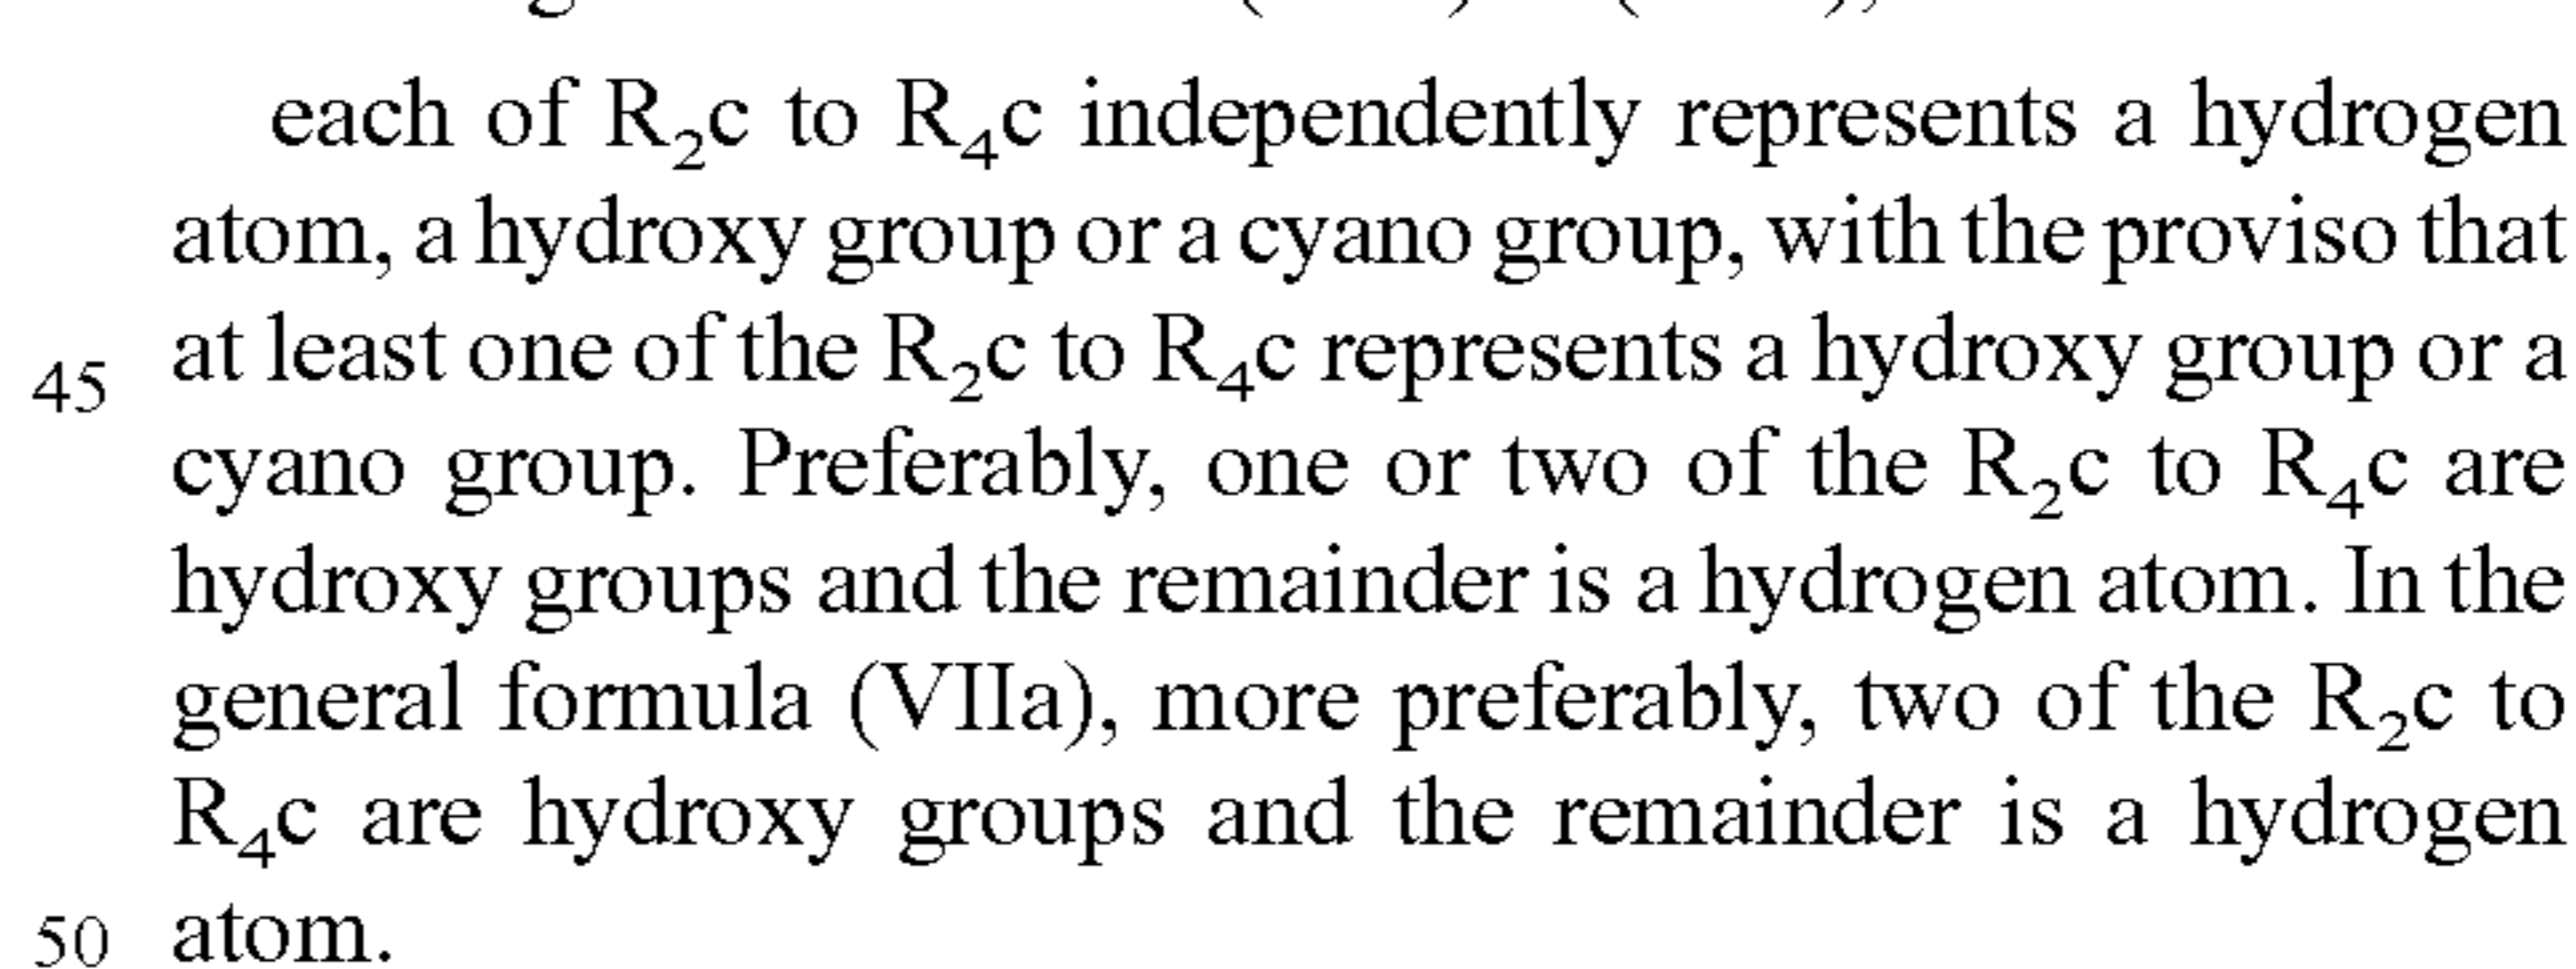 each of R₂c to R₄c independently represents a hydrogen
atom, a hydroxy group or a cyano group, with the proviso that
45 at least one of the R₂c to R₄c represents a hydroxy group or a
cyano group. Preferably, one or two of the R₂c to R₄c are
hydroxy groups and the remainder is a hydrogen atom. In the
general formula (VIIa), more preferably, two of the R₂c to
R₄c are hydroxy groups and the remainder is a hydrogen
50 atom.